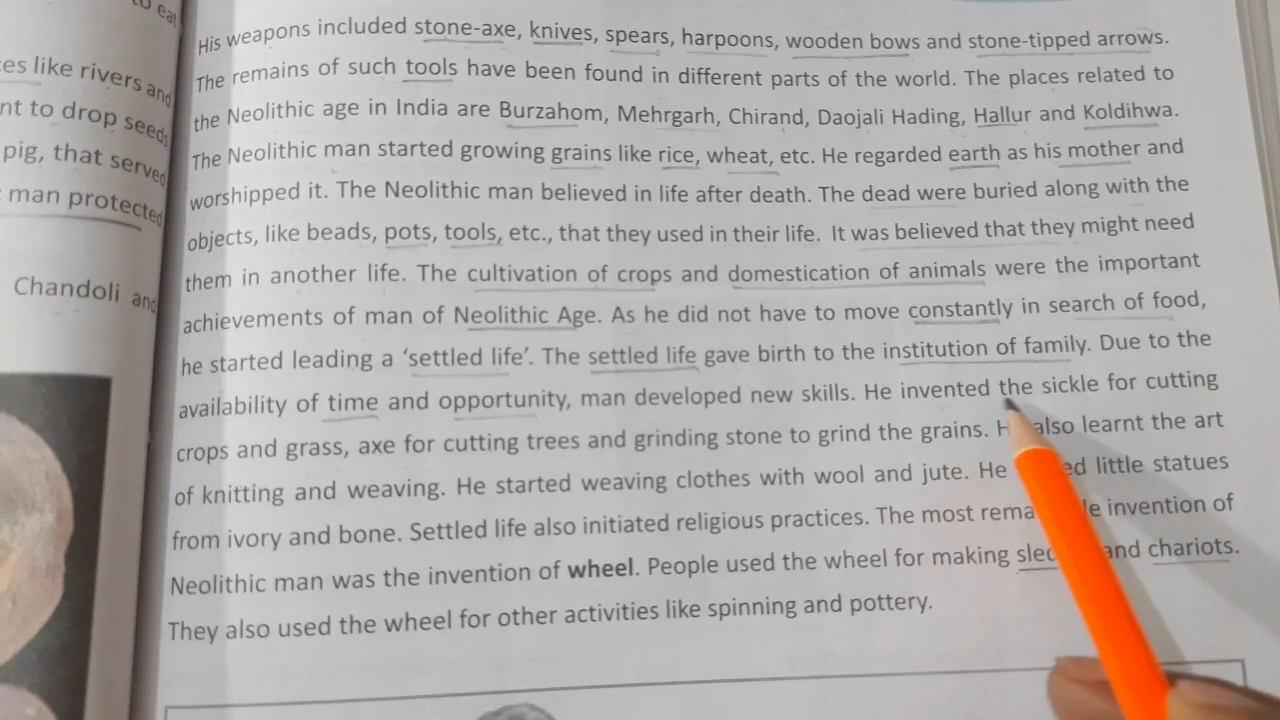 to eat
es like rivers and
nt to drop seeds
pig, that served
man protected
Chandoli and
His weapons included stone-axe, knives, spears, harpoons, wooden bows and stone-tipped arrows.
The remains of such tools have been found in different parts of the world. The places related to
the Neolithic age in India are Burzahom, Mehrgarh, Chirand, Daojali Hading, Hallur and Koldihwa.
The Neolithic man started growing grains like rice, wheat, etc. He regarded earth as his mother and
worshipped it. The Neolithic man believed in life after death. The dead were buried along with the
objects, like beads, pots, tools, etc., that they used in their life. It was believed that they might need
them in another life. The cultivation of crops and domestication of animals were the important
achievements of man of Neolithic Age. As he did not have to move constantly in search of food,
he started leading a ‘settled life’. The settled life gave birth to the institution of family. Due to the
availability of time and opportunity, man developed new skills. He invented the sickle for cutting
crops and grass, axe for cutting trees and grinding stone to grind the grains. H also learnt the art
of knitting and weaving. He started weaving clothes with wool and jute. He ed little statues
from ivory and bone. Settled life also initiated religious practices. The most rema le invention of
Neolithic man was the invention of wheel. People used the wheel for making sled and chariots.
They also used the wheel for other activities like spinning and pottery.